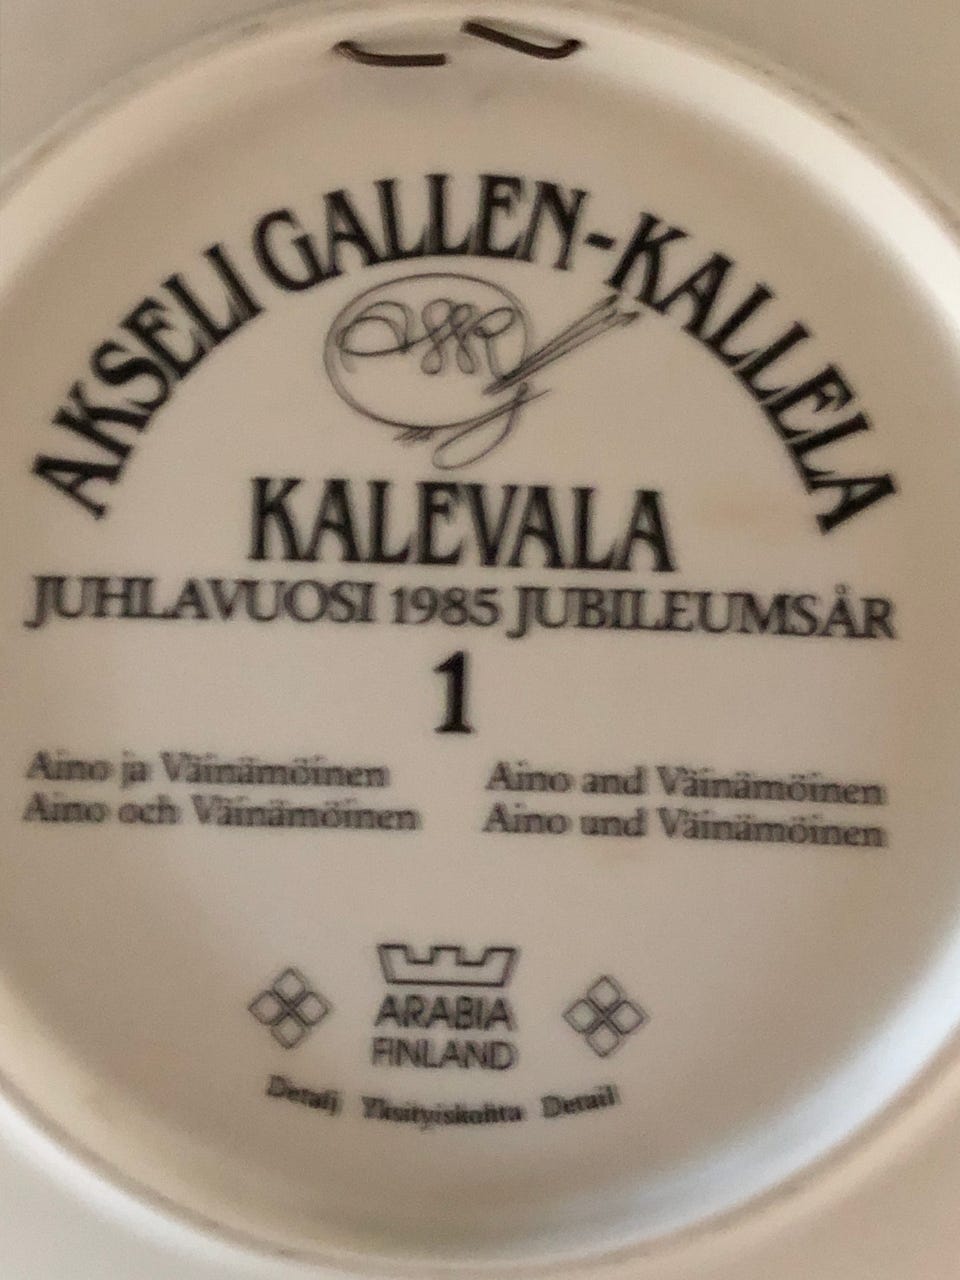 AKSELI GALLEN-KALLELA
KALEVALA
JUHLAVUOSI 1985 JUBILEUMSÅR
1
Aino ja Väinämöinen
Aino and Väinämöinen
Aino och Väinämöinen
Aino und Väinämöinen
ARABIA
FINLAND
Detalj Yksityiskohta Detail